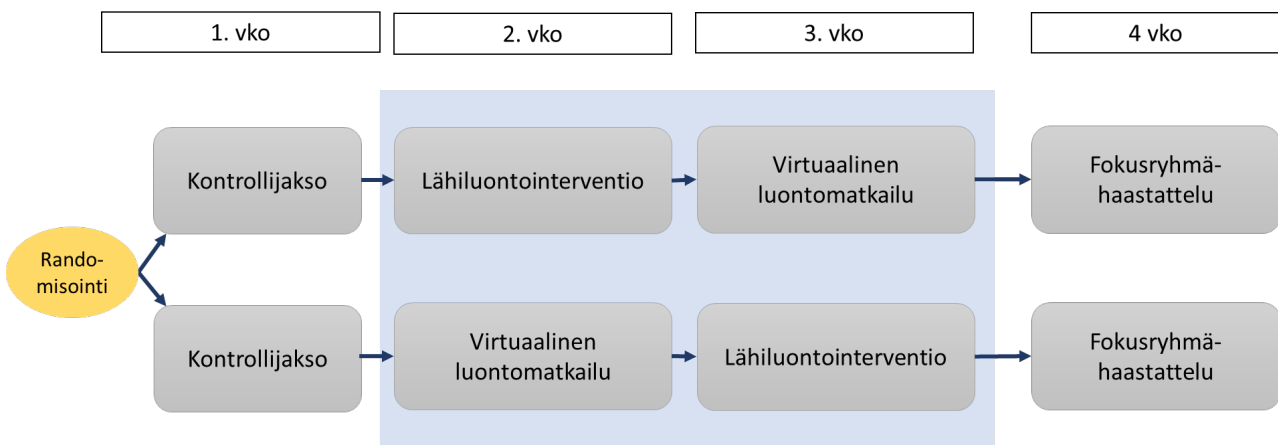 1. vko
2. vko
3. vko
4 vko
Kontrollijakso
Lähiluontointerventio
Virtuaalinen
luontomatkailu
Fokusryhmä-
haastattelu
Rando-
misointi
Kontrollijakso
Virtuaalinen
luontomatkailu
Lähiluontointerventio
Fokusryhmä-
haastattelu